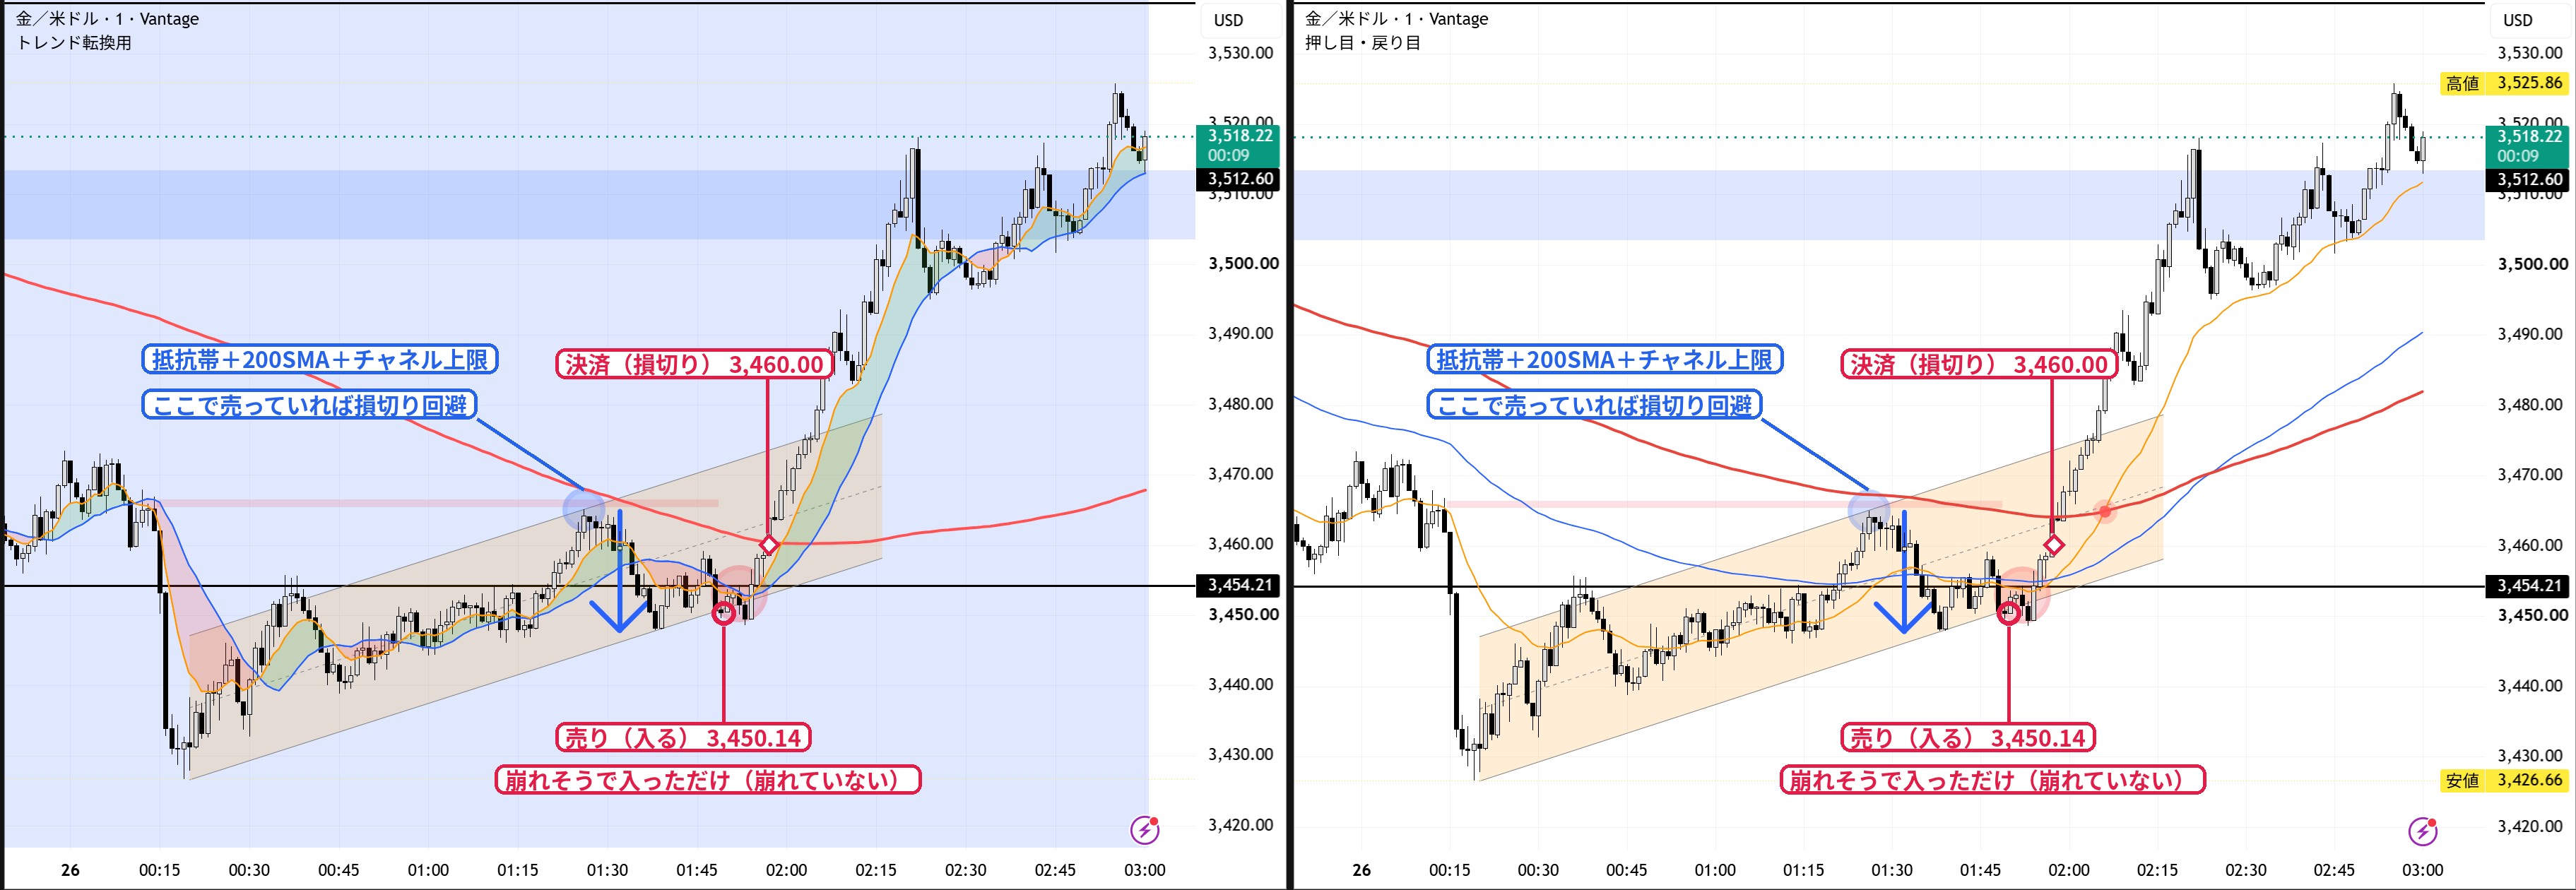 金／米ドル・1・Vantage
トレンド転換用
USD
3,530.00
3,520.00
3,518.22
00:09
3,512.60
3,510.00
3,500.00
3,490.00
3,480.00
3,470.00
3,460.00
3,454.21
3,450.00
3,440.00
3,430.00
3,420.00
抵抗帯＋200SMA＋チャネル上限
ここで売っていれば損切り回避
決済（損切り） 3,460.00
売り（入る） 3,450.14
崩れそうで入っただけ（崩れていない）
26 00:15 00:30 00:45 01:00 01:15 01:30 01:45 02:00 02:15 02:30 02:45 03:00
金／米ドル・1・Vantage
押し目・戻り目
USD
3,530.00
高値 3,525.86
3,520.00
3,518.22
00:09
3,512.60
3,510.00
3,500.00
3,490.00
3,480.00
3,470.00
3,460.00
3,454.21
3,450.00
3,440.00
3,430.00
安値 3,426.66
3,420.00
抵抗帯＋200SMA＋チャネル上限
ここで売っていれば損切り回避
決済（損切り） 3,460.00
売り（入る） 3,450.14
崩れそうで入っただけ（崩れていない）
26 00:15 00:30 00:45 01:00 01:15 01:30 01:45 02:00 02:15 02:30 02:45 03:00